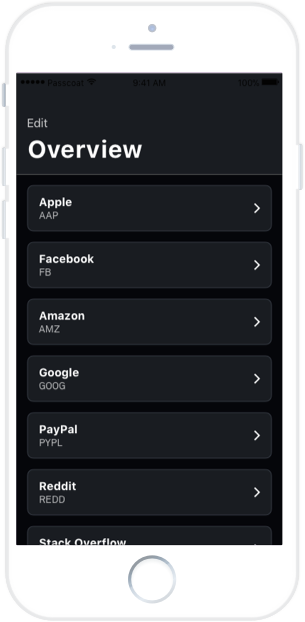 Passcoal 9:41 AM 100%
Edit
Overview
Apple
AAP
Facebook
FB
Amazon
AMZ
Google
GOOG
PayPal
PYPL
Reddit
REDD
Stack Overflow